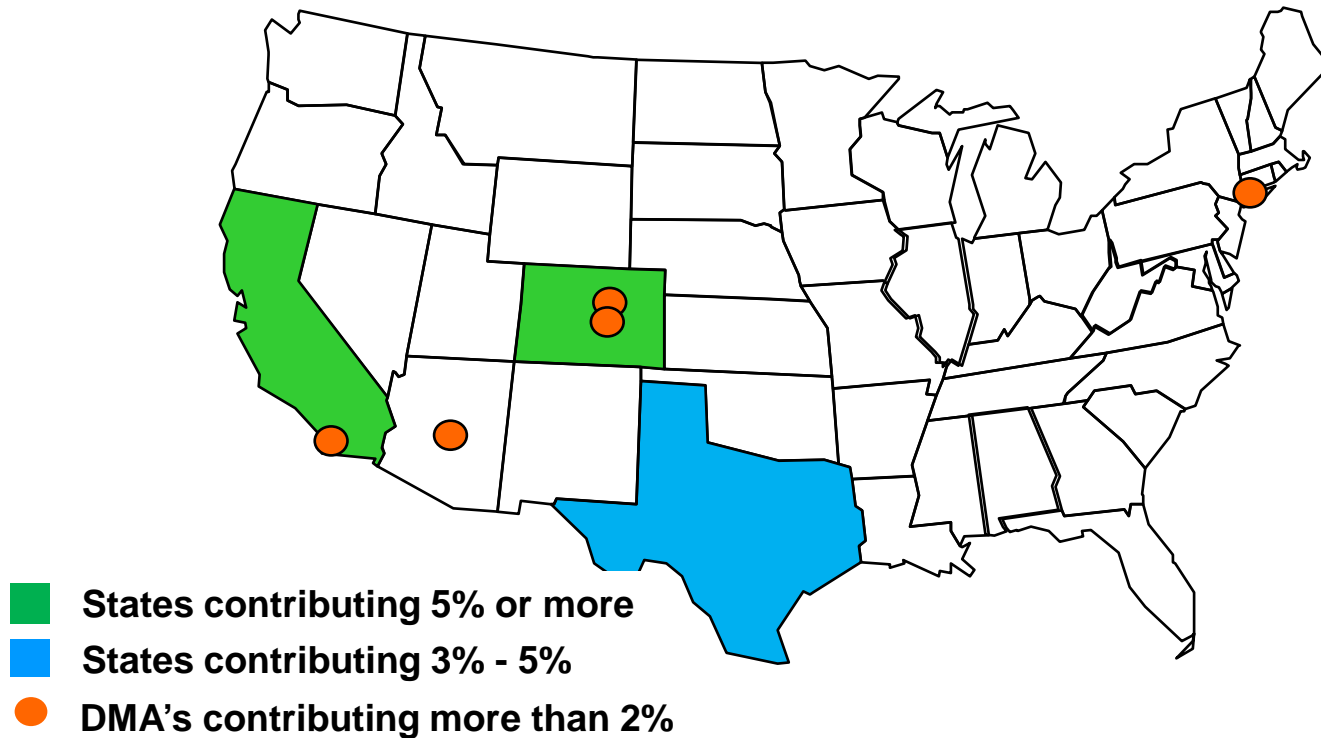 States contributing 5% or more
States contributing 3% - 5%
DMA’s contributing more than 2%